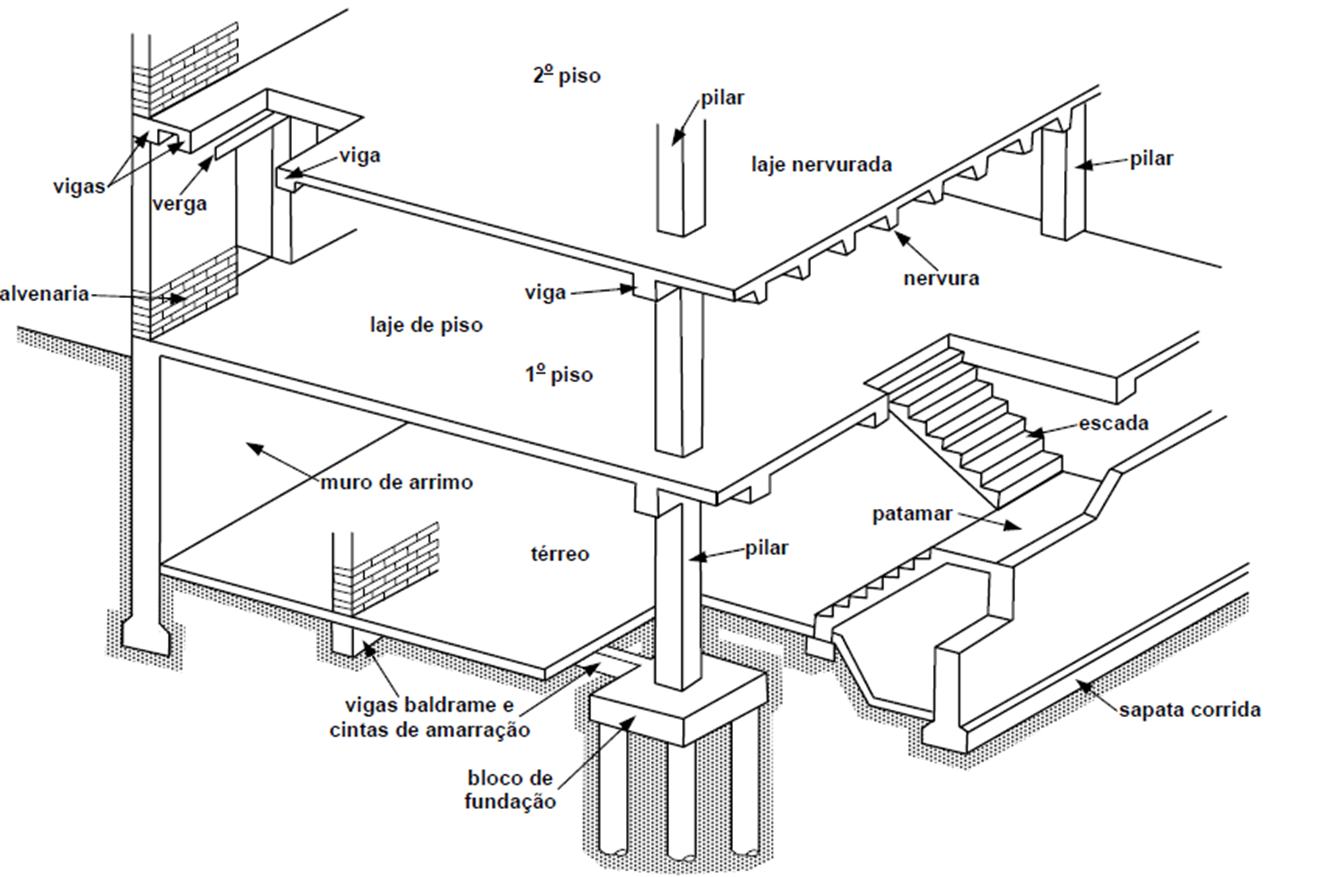 2º piso
pilar
laje nervurada
pilar
viga
vigas
verga
nervura
alvenaria
viga
laje de piso
1º piso
escada
muro de arrimo
patamar
térreo
pilar
vigas baldrame e
cintas de amarração
sapata corrida
bloco de
fundação